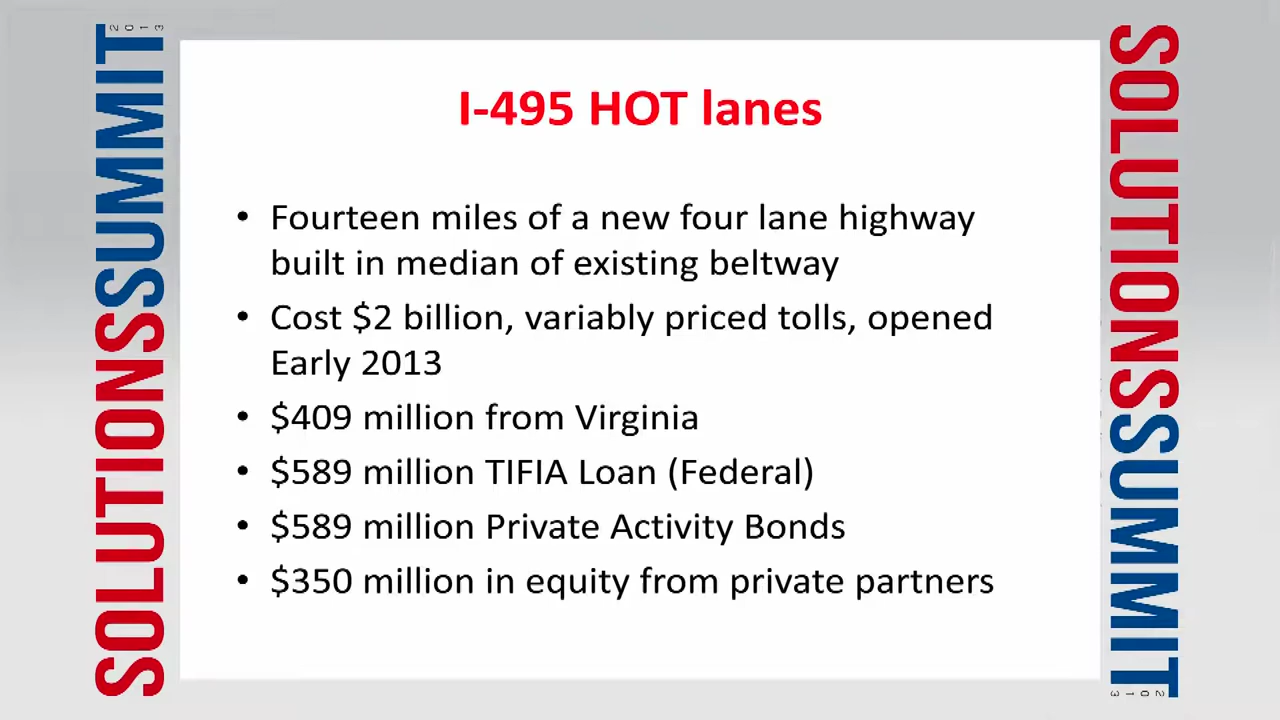 SOLUTIONSSUMMIT
2013
I-495 HOT lanes
• Fourteen miles of a new four lane highway
built in median of existing beltway
• Cost $2 billion, variably priced tolls, opened
Early 2013
• $409 million from Virginia
• $589 million TIFIA Loan (Federal)
• $589 million Private Activity Bonds
• $350 million in equity from private partners
SOLUTIONSSUMMIT
2013